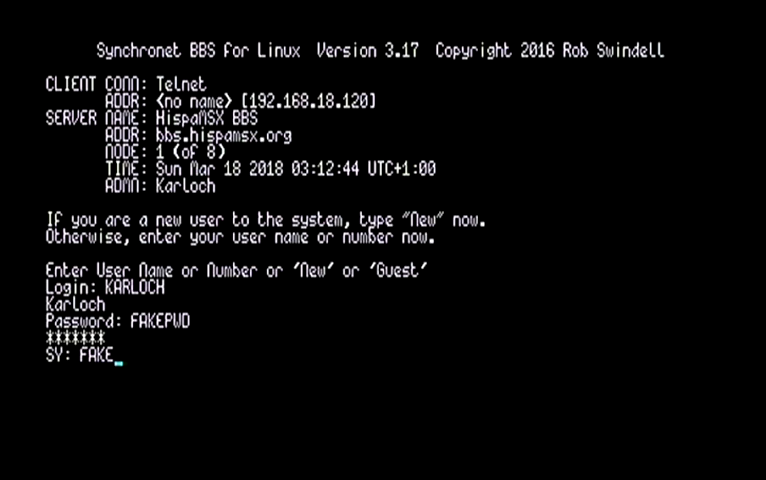 Synchronet BBS for Linux  Version 3.17  Copyright 2016 Rob Swindell
CLIENT CONN: Telnet
ADDR: <no name> [192.168.18.120]
SERVER NAME: HispaMSX BBS
ADDR: bbs.hispamsx.org
NODE: 1 (of 8)
TIME: Sun Mar 18 2018 03:12:44 UTC+1:00
ADMN: Karloch
If you are a new user to the system, type "New" now.
Otherwise, enter your user name or number now.
Enter User Name or Number or 'New' or 'Guest'
Login: KARLOCH
Karloch
Password: FAKEPWD
*******
SY: FAKE_